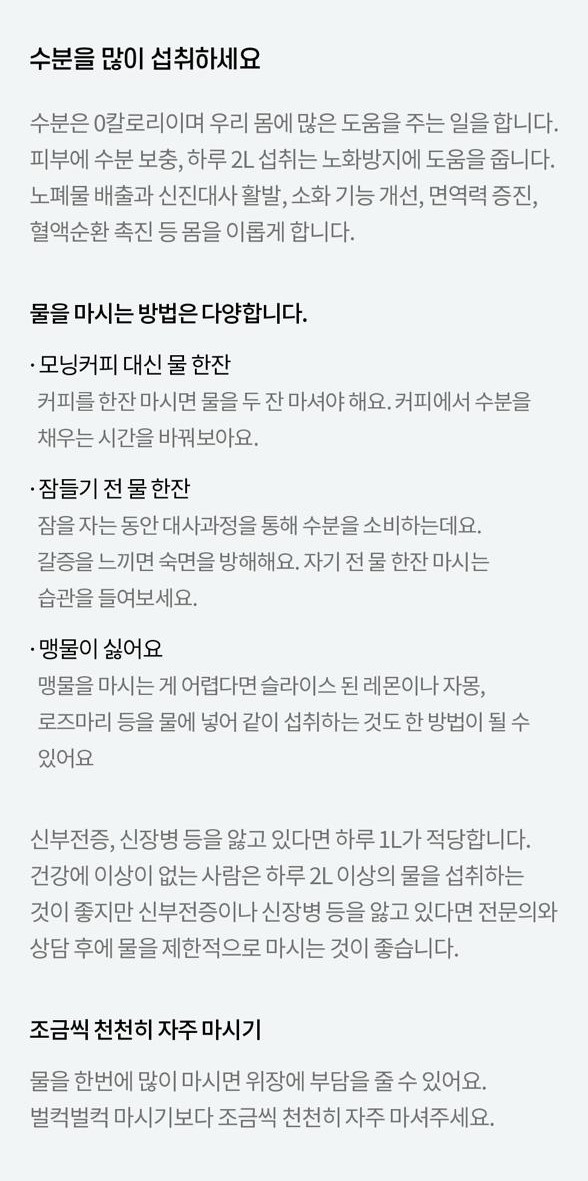 수분을 많이 섭취하세요
수분은 0칼로리이며 우리 몸에 많은 도움을 주는 일을 합니다.
피부에 수분 보충, 하루 2L 섭취는 노화방지에 도움을 줍니다.
노폐물 배출과 신진대사 활발, 소화 기능 개선, 면역력 증진,
혈액순환 촉진 등 몸을 이롭게 합니다.
물을 마시는 방법은 다양합니다.
· 모닝커피 대신 물 한잔
커피를 한잔 마시면 물을 두 잔 마셔야 해요. 커피에서 수분을
채우는 시간을 바꿔보아요.
· 잠들기 전 물 한잔
잠을 자는 동안 대사과정을 통해 수분을 소비하는데요.
갈증을 느끼면 숙면을 방해해요. 자기 전 물 한잔 마시는
습관을 들여보세요.
· 맹물이 싫어요
맹물을 마시는 게 어렵다면 슬라이스 된 레몬이나 자몽,
로즈마리 등을 물에 넣어 같이 섭취하는 것도 한 방법이 될 수
있어요
신부전증, 신장병 등을 앓고 있다면 하루 1L가 적당합니다.
건강에 이상이 없는 사람은 하루 2L 이상의 물을 섭취하는
것이 좋지만 신부전증이나 신장병 등을 앓고 있다면 전문의와
상담 후에 물을 제한적으로 마시는 것이 좋습니다.
조금씩 천천히 자주 마시기
물을 한번에 많이 마시면 위장에 부담을 줄 수 있어요.
벌컥벌컥 마시기보다 조금씩 천천히 자주 마셔주세요.